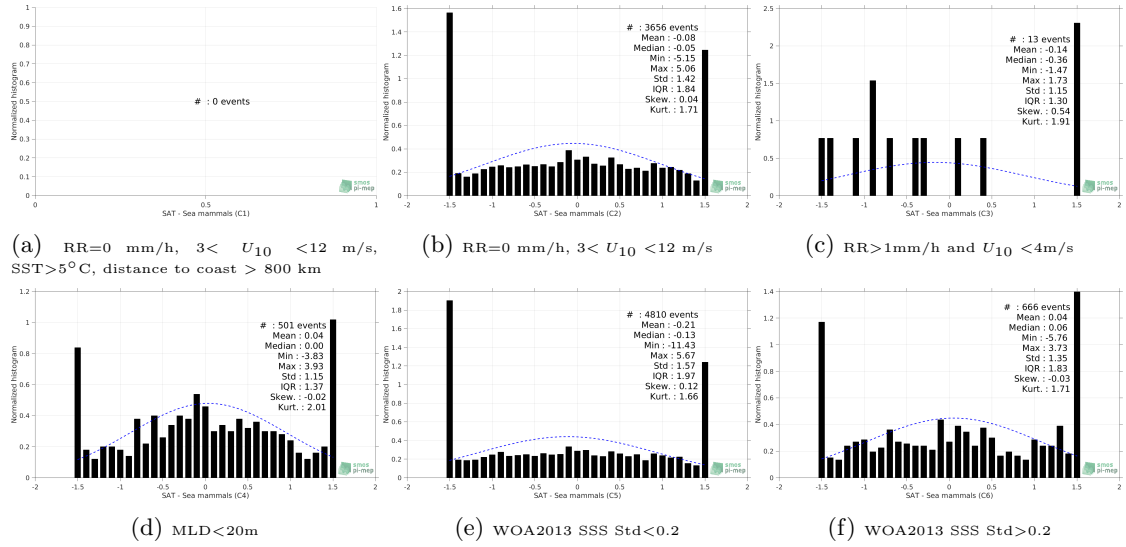 1
0.9
0.8
0.7
0.6
0.5
0.4
0.3
0.2
0.1
0
Normalized histogram
# : 0 events
smos
pi-mep
0 0.5 1
SAT - Sea mammals (C1)
(a) RR=0 mm/h, 3< U10 <12 m/s,
SST>5°C, distance to coast > 800 km
1.6
1.4
1.2
1
0.8
0.6
0.4
0.2
0
Normalized histogram
# : 3656 events
Mean : -0.08
Median : -0.05
Min : -5.15
Max : 5.06
Std : 1.42
IQR : 1.84
Skew. : 0.04
Kurt. : 1.71
smos
pi-mep
-2 -1.5 -1 -0.5 0 0.5 1 1.5 2
SAT - Sea mammals (C2)
(b) RR=0 mm/h, 3< U10 <12 m/s
2.5
2
1.5
1
0.5
0
Normalized histogram
# : 13 events
Mean : -0.14
Median : -0.36
Min : -1.47
Max : 1.73
Std : 1.15
IQR : 1.30
Skew. : 0.54
Kurt. : 1.91
smos
pi-mep
-2 -1.5 -1 -0.5 0 0.5 1 1.5 2
SAT - Sea mammals (C3)
(c) RR>1mm/h and U10 <4m/s
1.2
1
0.8
0.6
0.4
0.2
0
Normalized histogram
# : 501 events
Mean : 0.04
Median : 0.00
Min : -3.83
Max : 3.93
Std : 1.15
IQR : 1.37
Skew. : -0.02
Kurt. : 2.01
smos
pi-mep
-2 -1.5 -1 -0.5 0 0.5 1 1.5 2
SAT - Sea mammals (C4)
(d) MLD<20m
2
1.8
1.6
1.4
1.2
1
0.8
0.6
0.4
0.2
0
Normalized histogram
# : 4810 events
Mean : -0.21
Median : -0.13
Min : -11.43
Max : 5.67
Std : 1.57
IQR : 1.97
Skew. : 0.12
Kurt. : 1.66
smos
pi-mep
-2 -1.5 -1 -0.5 0 0.5 1 1.5 2
SAT - Sea mammals (C5)
(e) WOA2013 SSS Std<0.2
1.4
1.2
1
0.8
0.6
0.4
0.2
0
Normalized histogram
# : 666 events
Mean : 0.04
Median : 0.06
Min : -5.76
Max : 3.73
Std : 1.35
IQR : 1.83
Skew. : -0.03
Kurt. : 1.71
smos
pi-mep
-2 -1.5 -1 -0.5 0 0.5 1 1.5 2
SAT - Sea mammals (C6)
(f) WOA2013 SSS Std>0.2